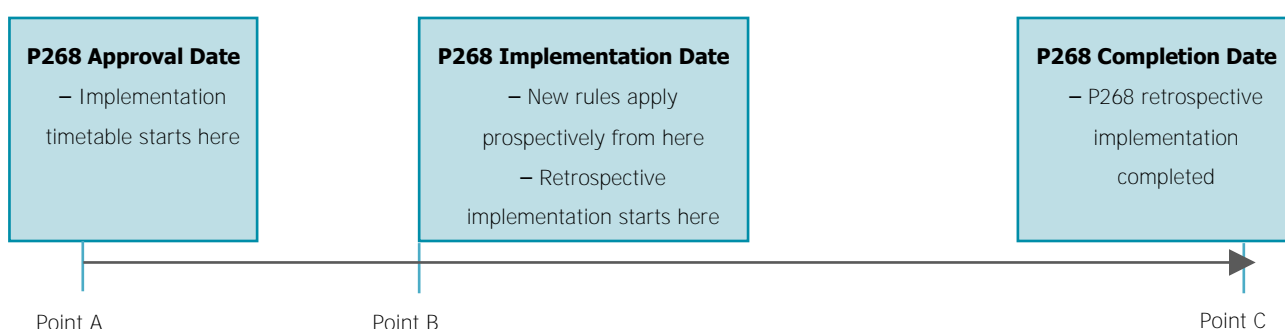 P268 Approval Date
– Implementation
timetable starts here
P268 Implementation Date
– New rules apply
prospectively from here
– Retrospective
implementation starts here
P268 Completion Date
– P268 retrospective
implementation
completed
Point A
Point B
Point C